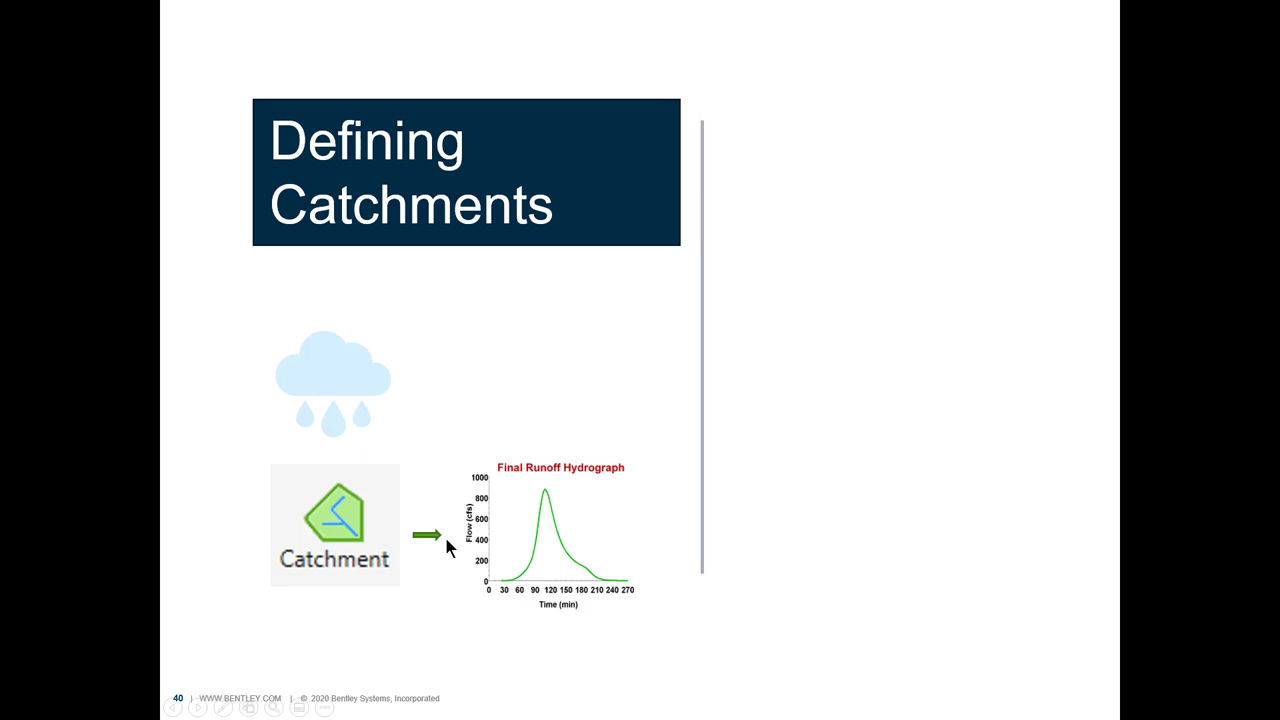 Defining
Catchments
Catchment
Final Runoff Hydrograph
Flow (cfs)
1000
800
600
400
200
0
0 30 60 90 120 150 180 210 240 270
Time (min)
40 | WWW.BENTLEY.COM | © 2020 Bentley Systems, Incorporated